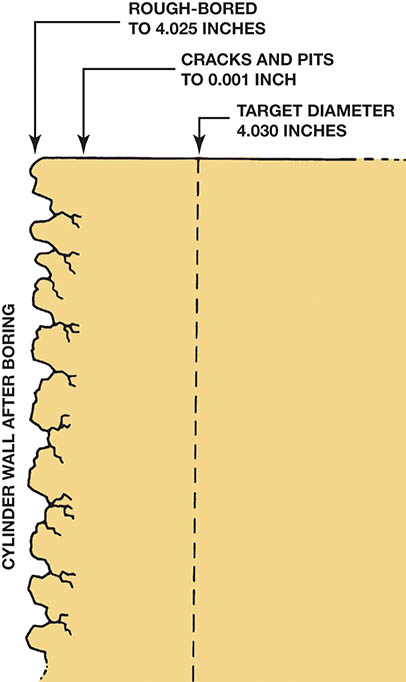 ROUGH-BORED
TO 4.025 INCHES
CRACKS AND PITS
TO 0.001 INCH
TARGET DIAMETER
4.030 INCHES
CYLINDER WALL AFTER BORING